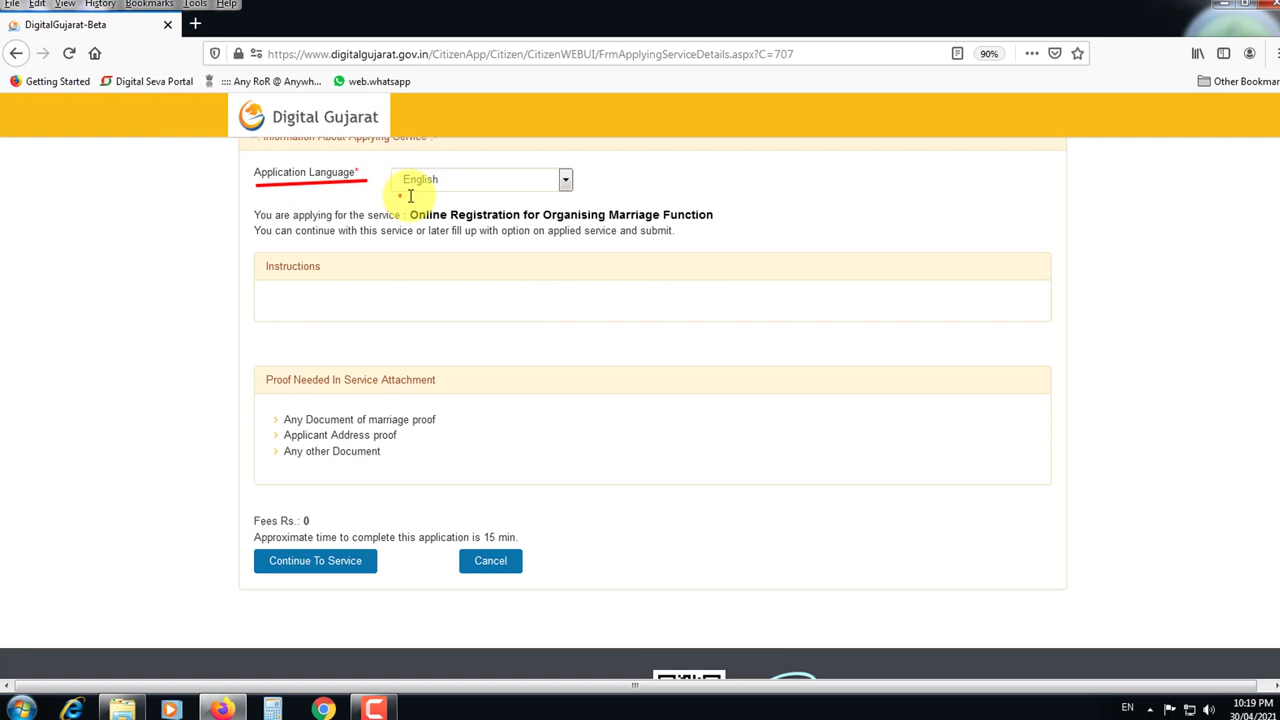 File Edit View History Bookmarks Tools Help
DigitalGujarat-Beta
https://www.digitalgujarat.gov.in/CitizenApp/Citizen/CitizenWEBUI/FrmApplyingServiceDetails.aspx?C=707 90%
Getting Started Digital Seva Portal :::: Any RoR @ Anywh... web.whatsapp Other Bookmar
Digital Gujarat
Information About Applying Service :
Application Language* English
*
You are applying for the service : Online Registration for Organising Marriage Function
You can continue with this service or later fill up with option on applied service and submit.
Instructions
Proof Needed In Service Attachment
Any Document of marriage proof
Applicant Address proof
Any other Document
Fees Rs.: 0
Approximate time to complete this application is 15 min.
Continue To Service Cancel
EN 10:19 PM
30/04/2021